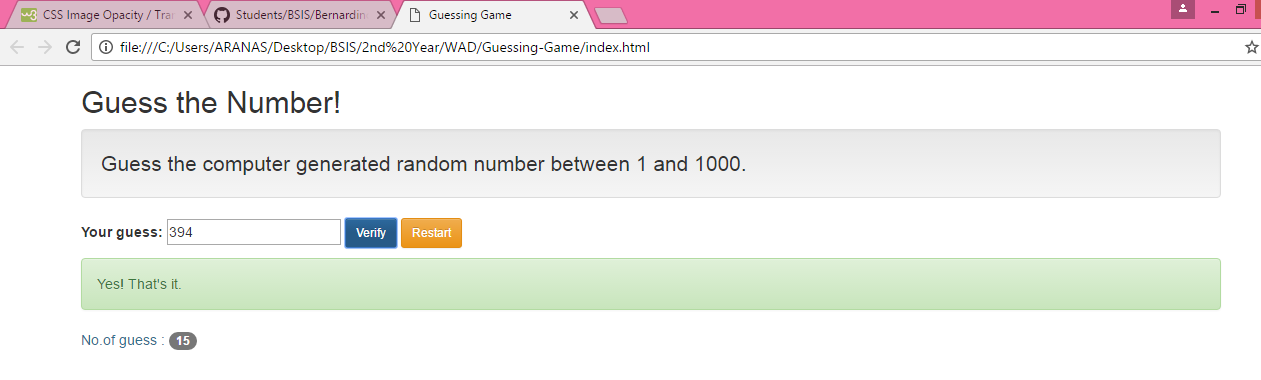 CSS Image Opacity / Tra
Students/BSIS/Bernardin
Guessing Game
file:///C:/Users/ARANAS/Desktop/BSIS/2nd%20Year/WAD/Guessing-Game/index.html
Guess the Number!
Guess the computer generated random number between 1 and 1000.
Your guess: 394 Verify Restart
Yes! That's it.
No.of guess : 15